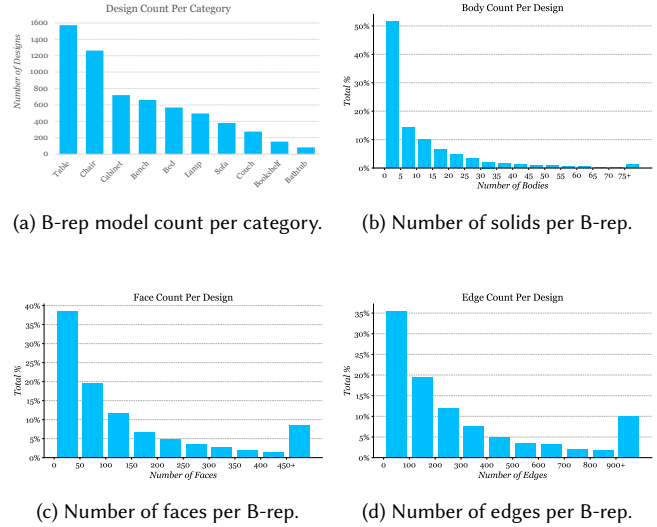 Design Count Per Category
Number of Designs
1600
1400
1200
1000
800
600
400
200
0
Table
Chair
Cabinet
Bench
Bed
Lamp
Sofa
Couch
Bookshelf
Bathtub
(a) B-rep model count per category.
Body Count Per Design
Total %
50%
40%
30%
20%
10%
0%
0 5 10 15 20 25 30 35 40 45 50 55 60 65 70 75+
Number of Bodies
(b) Number of solids per B-rep.
Face Count Per Design
Total %
40%
35%
30%
25%
20%
15%
10%
5%
0%
0 50 100 150 200 250 300 350 400 450+
Number of Faces
(c) Number of faces per B-rep.
Edge Count Per Design
Total %
35%
30%
25%
20%
15%
10%
5%
0%
0 100 200 300 400 500 600 700 800 900+
Number of Edges
(d) Number of edges per B-rep.